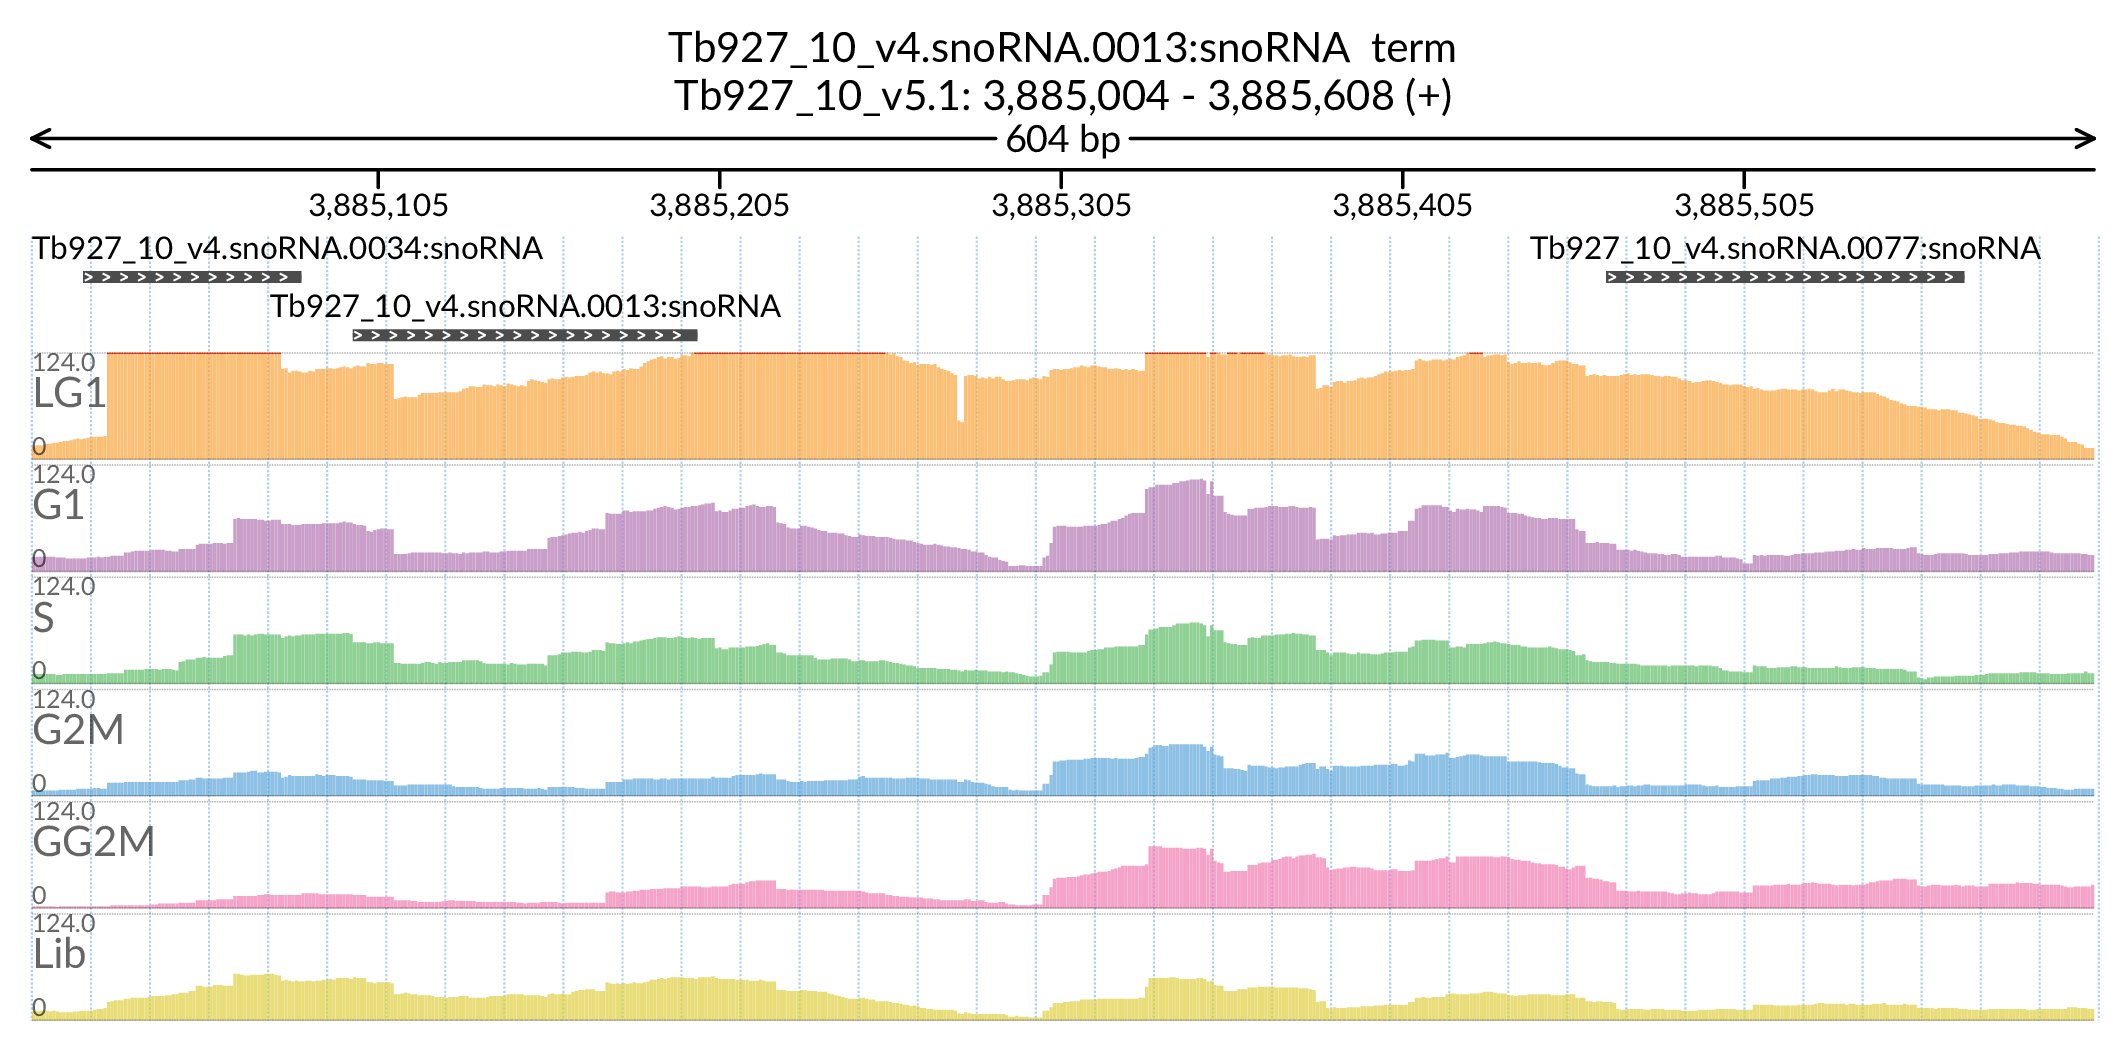 Tb927_10_v4.snoRNA.0013:snoRNA  term
Tb927_10_v5.1: 3,885,004 - 3,885,608 (+)
604 bp
3,885,105 3,885,205 3,885,305 3,885,405 3,885,505
Tb927_10_v4.snoRNA.0034:snoRNA Tb927_10_v4.snoRNA.0077:snoRNA
Tb927_10_v4.snoRNA.0013:snoRNA
124.0
LG1
0
124.0
G1
0
124.0
S
0
124.0
G2M
0
124.0
GG2M
0
124.0
Lib
0